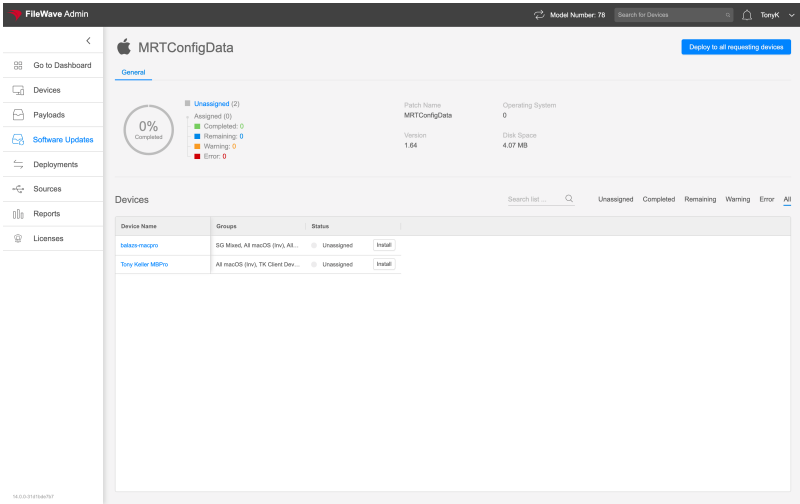 FileWave Admin
Model Number: 78
Search for Devices
TonyK
Go to Dashboard
Devices
Payloads
Software Updates
Deployments
Sources
Reports
Licenses
MRTConfigData
Deploy to all requesting devices
General
0%
Completed
Unassigned (2)
Assigned (0)
Completed: 0
Remaining: 0
Warning: 0
Error: 0
Patch Name
MRTConfigData
Operating System
0
Version
1.64
Disk Space
4.07 MB
Devices
Search list ...
Unassigned Completed Remaining Warning Error All
Device Name Groups Status
balazs-macpro SG Mixed, All macOS (Inv), All... Unassigned Install
Tony Keller MBPro All macOS (Inv), TK Client Dev... Unassigned Install